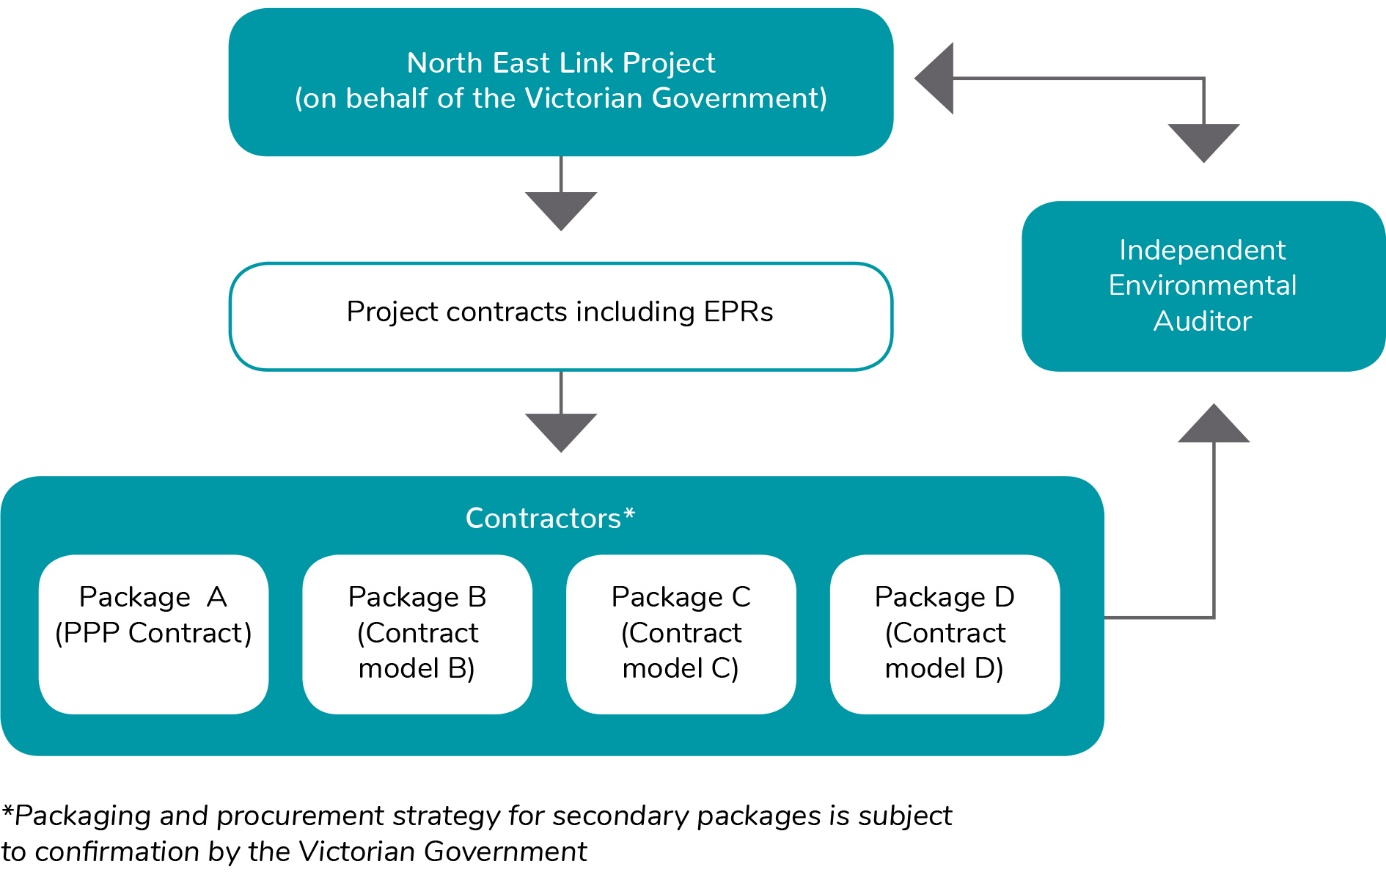 North East Link Project
(on behalf of the Victorian Government)
Independent
Environmental
Auditor
Project contracts including EPRs
Contractors*
Package A
(PPP Contract)
Package B
(Contract
model B)
Package C
(Contract
model C)
Package D
(Contract
model D)
*Packaging and procurement strategy for secondary packages is subject
to confirmation by the Victorian Government